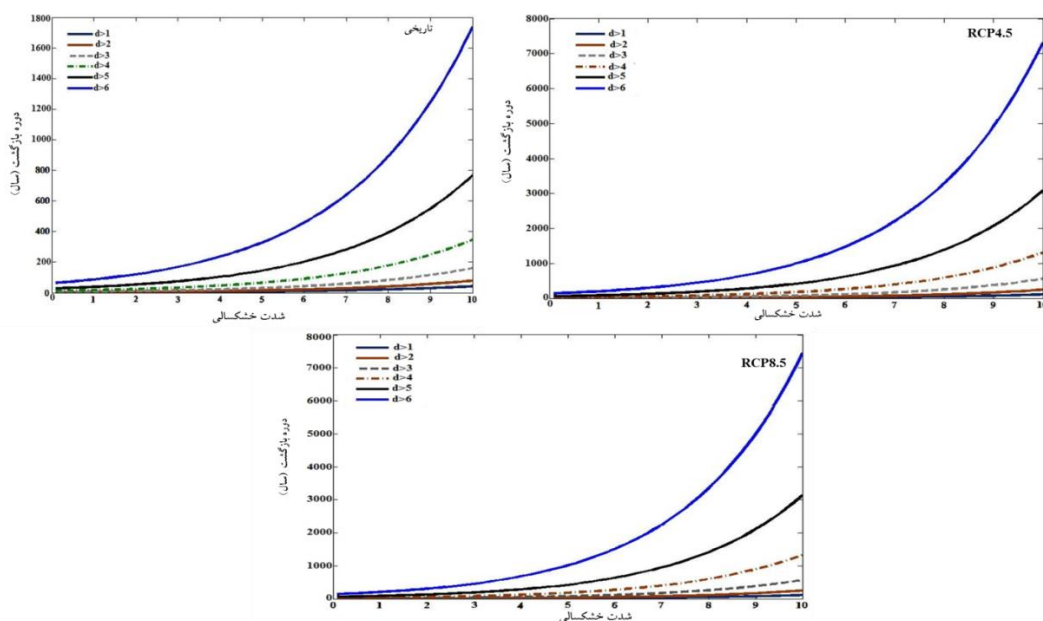 تاریخی
1800
1600
1400
1200
1000
800
600
400
200
0
d>1
d>2
d>3
d>4
d>5
d>6
0 1 2 3 4 5 6 7 8 9 10
دوره بازگشت (سال)
شدت خشکسالی
RCP4.5
8000
7000
6000
5000
4000
3000
2000
1000
0
d>1
d>2
d>3
d>4
d>5
d>6
0 1 2 3 4 5 6 7 8 9 10
دوره بازگشت (سال)
شدت خشکسالی
RCP8.5
8000
7000
6000
5000
4000
3000
2000
1000
0
d>1
d>2
d>3
d>4
d>5
d>6
0 1 2 3 4 5 6 7 8 9 10
دوره بازگشت (سال)
شدت خشکسالی